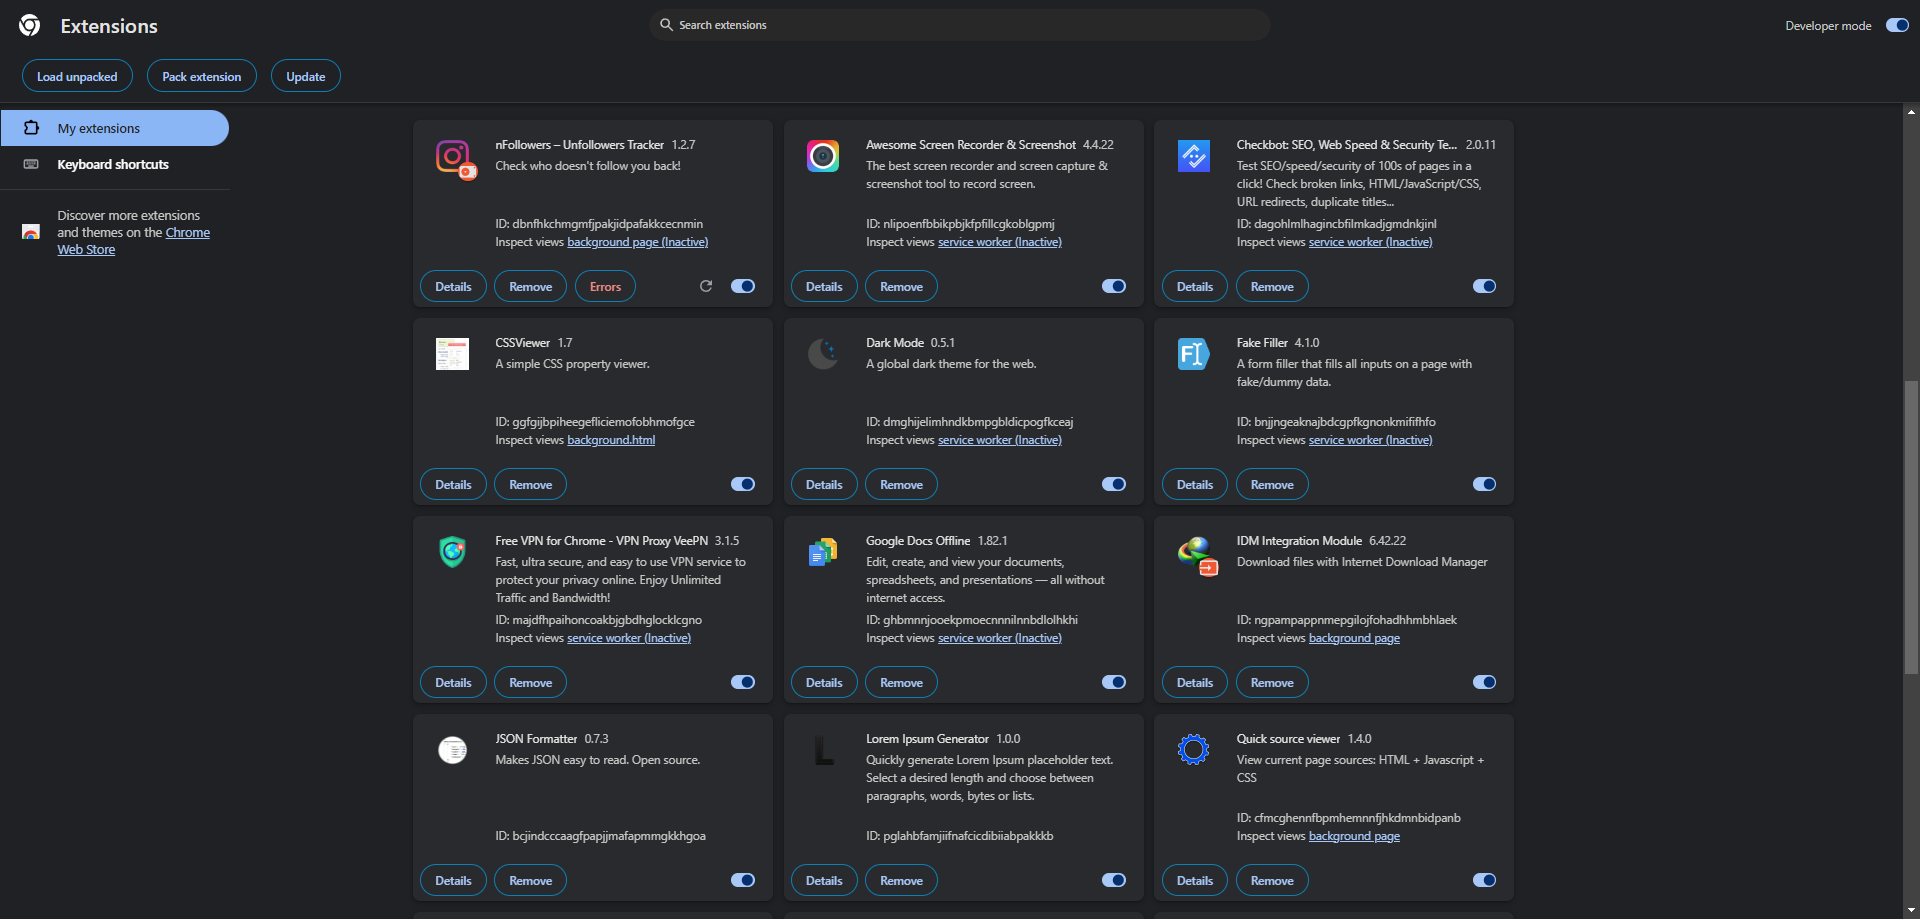 Extensions
Search extensions
Developer mode
Load unpacked
Pack extension
Update
My extensions
Keyboard shortcuts
Discover more extensions
and themes on the Chrome
Web Store
nFollowers – Unfollowers Tracker 1.2.7
Check who doesn't follow you back!
ID: dbnfhkchmgmfjpakjidpafakkcecnmin
Inspect views background page (Inactive)
Details
Remove
Errors
Awesome Screen Recorder & Screenshot 4.4.22
The best screen recorder and screen capture &
screenshot tool to record screen.
ID: nlipoenfbbikpbjkfpfillcgkoblgpmj
Inspect views service worker (Inactive)
Details
Remove
Checkbot: SEO, Web Speed & Security Te... 2.0.11
Test SEO/speed/security of 100s of pages in a
click! Check broken links, HTML/JavaScript/CSS,
URL redirects, duplicate titles...
ID: dagohlmlhagincbfilmkadjgmdnkjinl
Inspect views service worker (Inactive)
Details
Remove
CSSViewer 1.7
A simple CSS property viewer.
ID: ggfgijbpiheegefliciemofobhmofgce
Inspect views background.html
Details
Remove
Dark Mode 0.5.1
A global dark theme for the web.
ID: dmghijelimhndkbmpgbldicpogfkceaj
Inspect views service worker (Inactive)
Details
Remove
Fake Filler 4.1.0
A form filler that fills all inputs on a page with
fake/dummy data.
ID: bnjjngeaknajbdcgpfkgnonkmififhfo
Inspect views service worker (Inactive)
Details
Remove
Free VPN for Chrome - VPN Proxy VeePN 3.1.5
Fast, ultra secure, and easy to use VPN service to
protect your privacy online. Enjoy Unlimited
Traffic and Bandwidth!
ID: majdfhpaihoncoakbjgbdhglocklcgno
Inspect views service worker (Inactive)
Details
Remove
Google Docs Offline 1.82.1
Edit, create, and view your documents,
spreadsheets, and presentations — all without
internet access.
ID: ghbmnnjooekpmoecnnnilnnbdlolhkhi
Inspect views service worker (Inactive)
Details
Remove
IDM Integration Module 6.42.22
Download files with Internet Download Manager
ID: ngpampappnmepgilojfohadhhmbhlaek
Inspect views background page
Details
Remove
JSON Formatter 0.7.3
Makes JSON easy to read. Open source.
ID: bcjindcccaagfpapjjmafapmmgkkhgoa
Details
Remove
Lorem Ipsum Generator 1.0.0
Quickly generate Lorem Ipsum placeholder text.
Select a desired length and choose between
paragraphs, words, bytes or lists.
ID: pglahbfamjiifnafcicdibiiabpakkkb
Details
Remove
Quick source viewer 1.4.0
View current page sources: HTML + Javascript +
CSS
ID: cfmcghennfbpmhemnnfjhkdmnbidpanb
Inspect views background page
Details
Remove